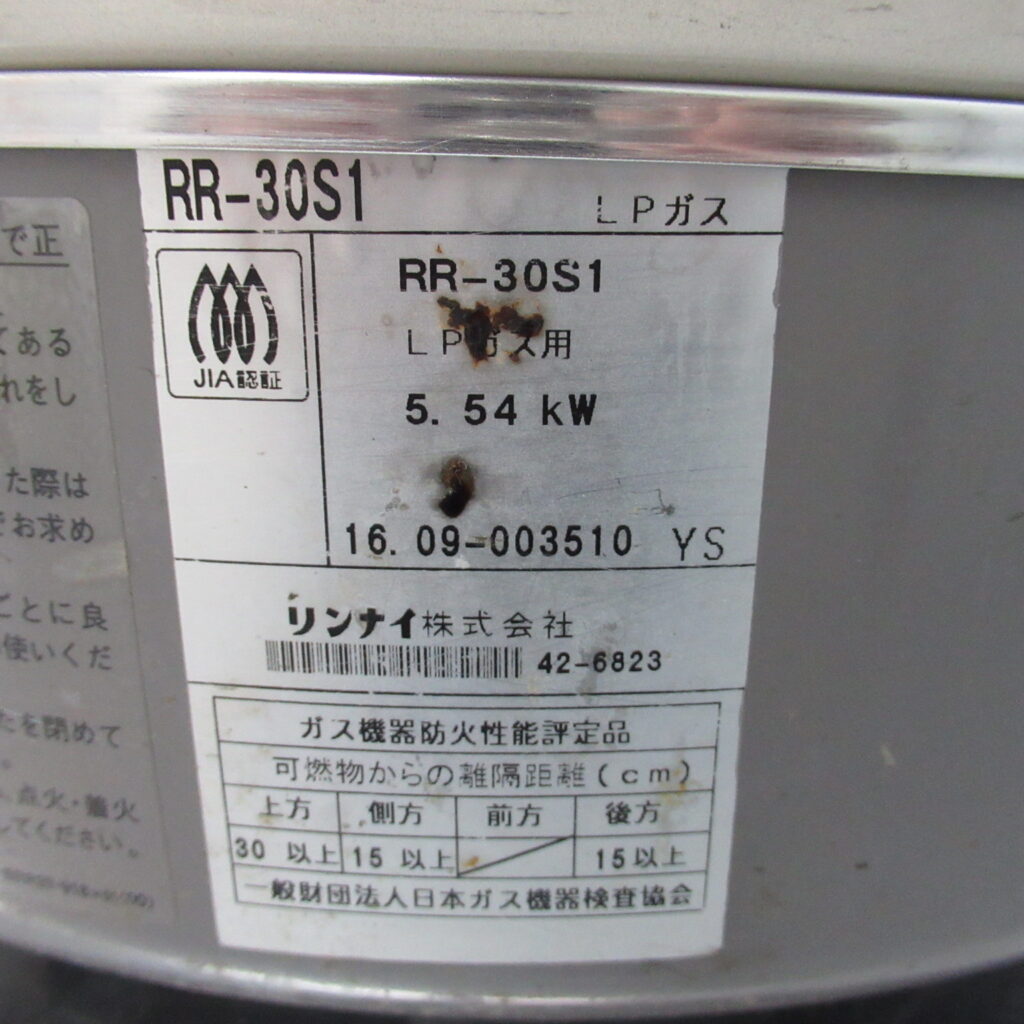 RR-30S1 LPガス
JIA認証
RR-30S1
LPガス用
5.54 kW
16.09-003510 YS
リンナイ株式会社
42-6823
ガス機器防火性能評定品
可燃物からの離隔距離(cm)
上方 側方 前方 後方
30 以上 15 以上 15以上
一般財団法人日本ガス機器検査協会
で正
てある
れをし
た際は
お求め
ごとに良
使いくだ
を閉めて
点火・着火
してください。